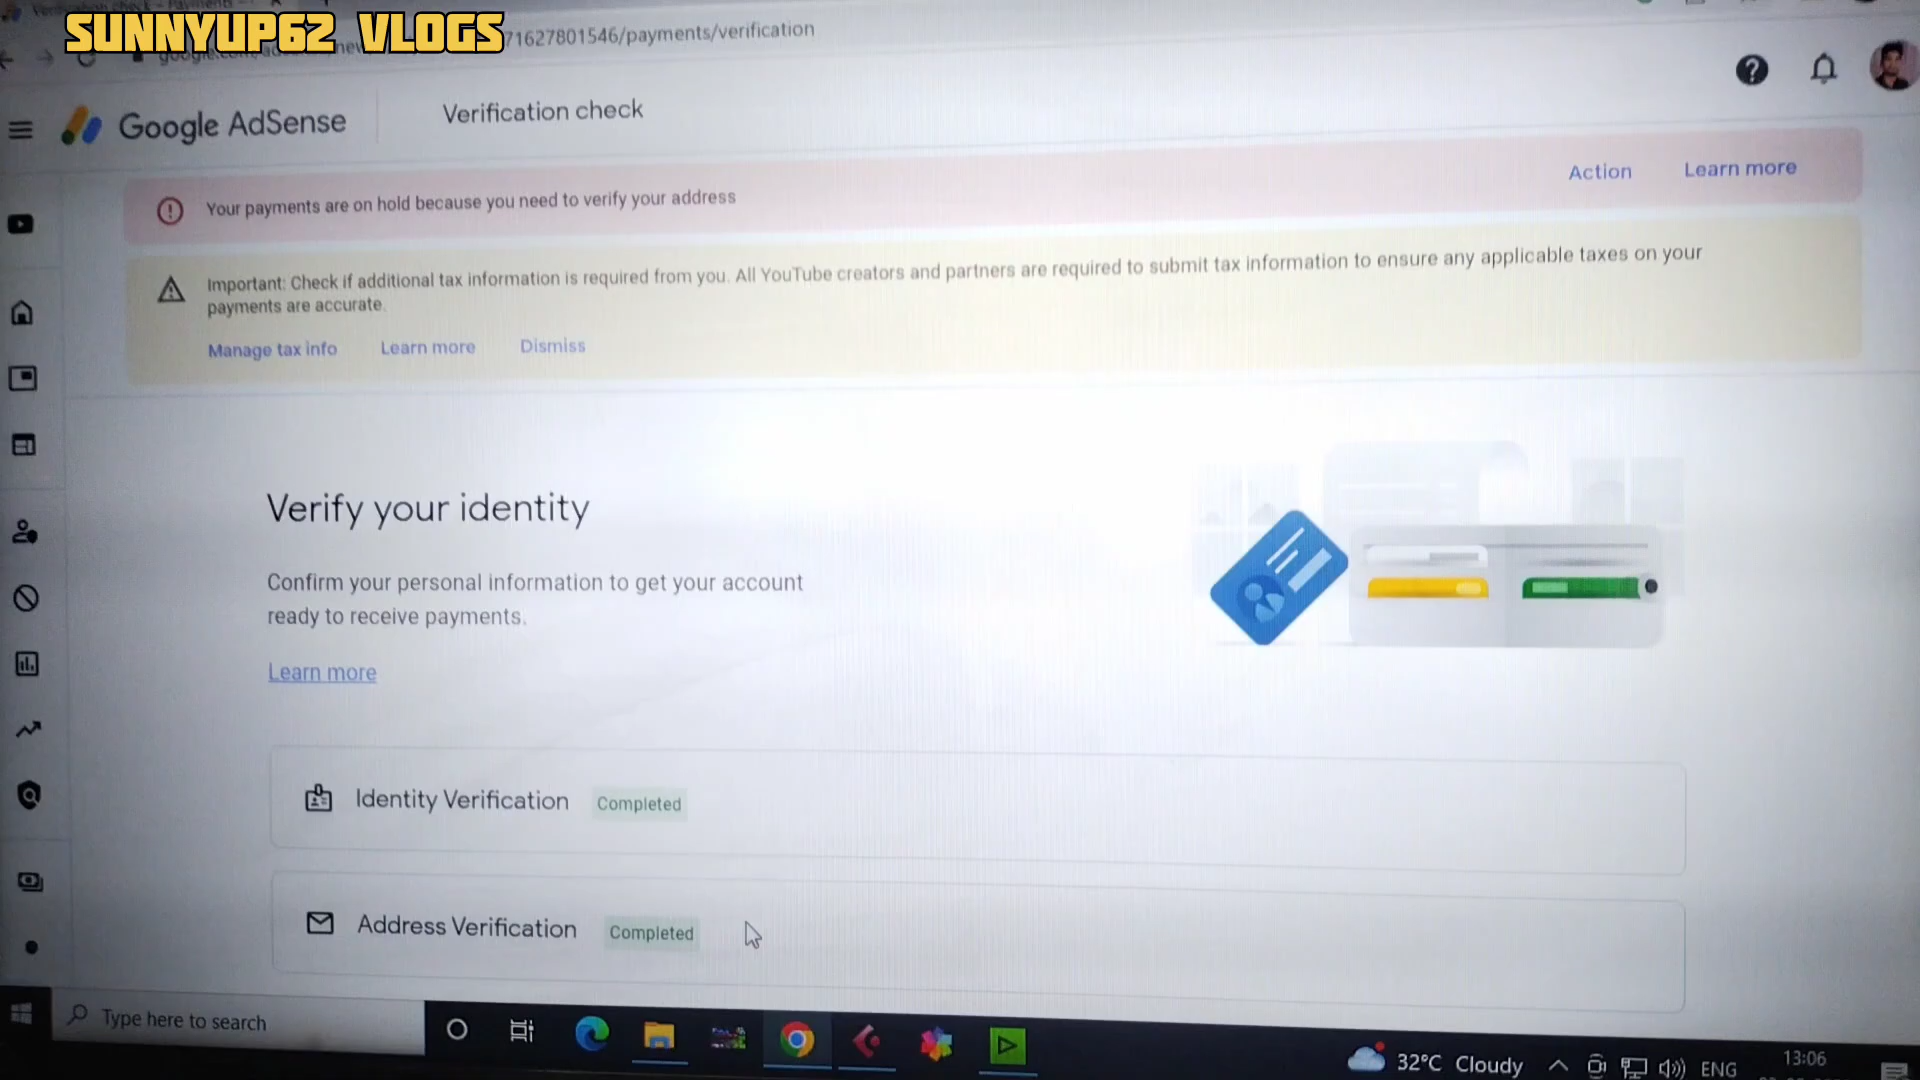 SUNNYUP62 VLOGS
71627801546/payments/verification
Google AdSense
Verification check
Your payments are on hold because you need to verify your address
Action
Learn more
Important: Check if additional tax information is required from you. All YouTube creators and partners are required to submit tax information to ensure any applicable taxes on your
payments are accurate.
Manage tax info
Learn more
Dismiss
Verify your identity
Confirm your personal information to get your account
ready to receive payments.
Learn more
Identity Verification
Completed
Address Verification
Completed
Type here to search
32°C Cloudy
ENG
13:06